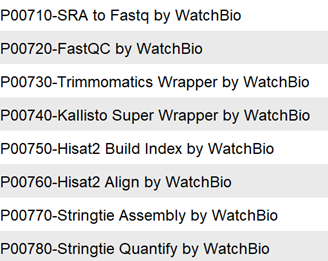 P00710-SRA to Fastq by WatchBio
P00720-FastQC by WatchBio
P00730-Trimmomatics Wrapper by WatchBio
P00740-Kallisto Super Wrapper by WatchBio
P00750-Hisat2 Build Index by WatchBio
P00760-Hisat2 Align by WatchBio
P00770-Stringtie Assembly by WatchBio
P00780-Stringtie Quantify by WatchBio